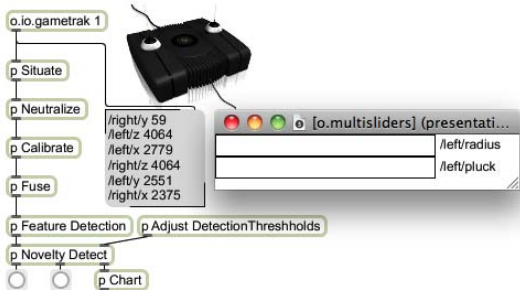 o.io.gametrak 1
p Situate
p Neutralize
p Calibrate
p Fuse
/right/y 59
/left/z 4064
/left/x 2779
/right/z 4064
/left/y 2551
/right/x 2375
[o.multisliders] (presentati...
/left/radius
/left/pluck
p Feature Detection
p Adjust DetectionThreshholds
p Novelty Detect
p Chart